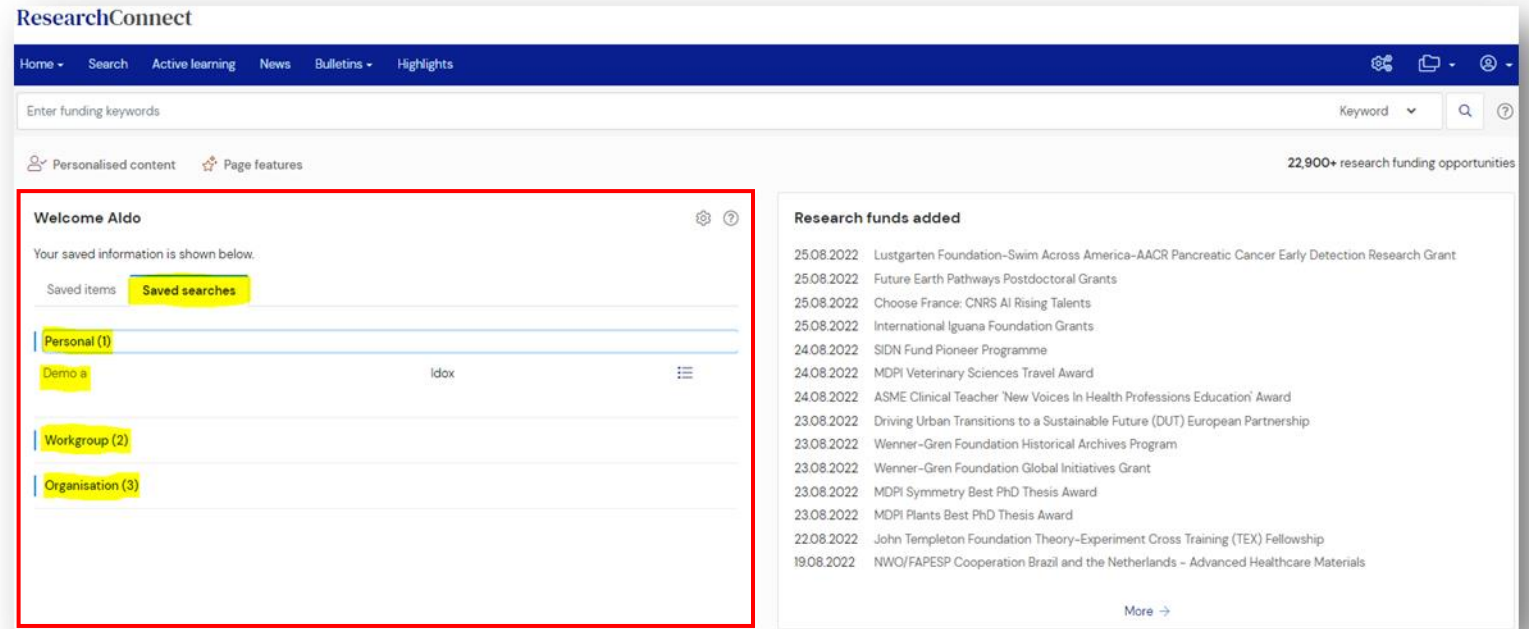 ResearchConnect
Home Search Active learning News Bulletins Highlights
Enter funding keywords Keyword
Personalised content Page features 22,900+ research funding opportunities
Welcome Aldo
Your saved information is shown below.
Saved items Saved searches
Personal (1)
Demo a Idox
Workgroup (2)
Organisation (3)
Research funds added
25.08.2022 Lustgarten Foundation-Swim Across America-AACR Pancreatic Cancer Early Detection Research Grant
25.08.2022 Future Earth Pathways Postdoctoral Grants
25.08.2022 Choose France: CNRS AI Rising Talents
25.08.2022 International Iguana Foundation Grants
24.08.2022 SIDN Fund Pioneer Programme
24.08.2022 MDPI Veterinary Sciences Travel Award
24.08.2022 ASME Clinical Teacher 'New Voices In Health Professions Education' Award
23.08.2022 Driving Urban Transitions to a Sustainable Future (DUT) European Partnership
23.08.2022 Wenner-Gren Foundation Historical Archives Program
23.08.2022 Wenner-Gren Foundation Global Initiatives Grant
23.08.2022 MDPI Symmetry Best PhD Thesis Award
23.08.2022 MDPI Plants Best PhD Thesis Award
22.08.2022 John Templeton Foundation Theory-Experiment Cross Training (TEX) Fellowship
19.08.2022 NWO/FAPESP Cooperation Brazil and the Netherlands - Advanced Healthcare Materials
More →